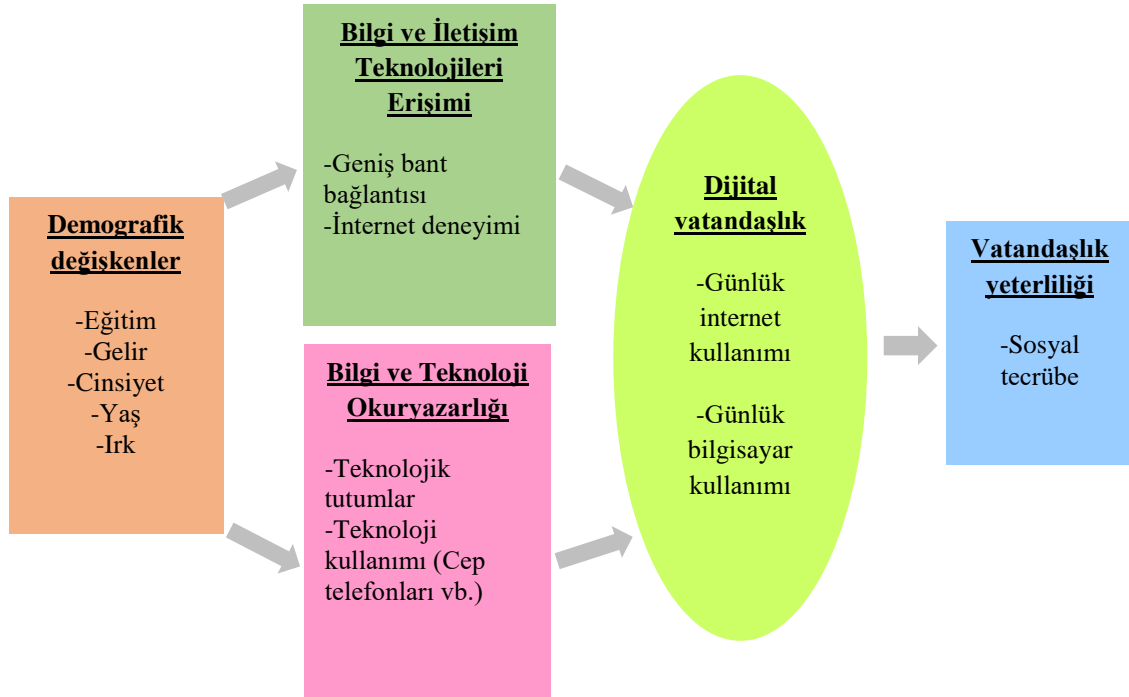 Demografik
değişkenler
-Eğitim
-Gelir
-Cinsiyet
-Yaş
-Irk
Bilgi ve İletişim
Teknolojileri
Erişimi
-Geniş bant
bağlantısı
-İnternet deneyimi
Bilgi ve Teknoloji
Okuryazarlığı
-Teknolojik
tutumlar
-Teknoloji
kullanımı (Cep
telefonları vb.)
Dijital
vatandaşlık
-Günlük
internet
kullanımı
-Günlük
bilgisayar
kullanımı
Vatandaşlık
yeterliliği
-Sosyal
tecrübe